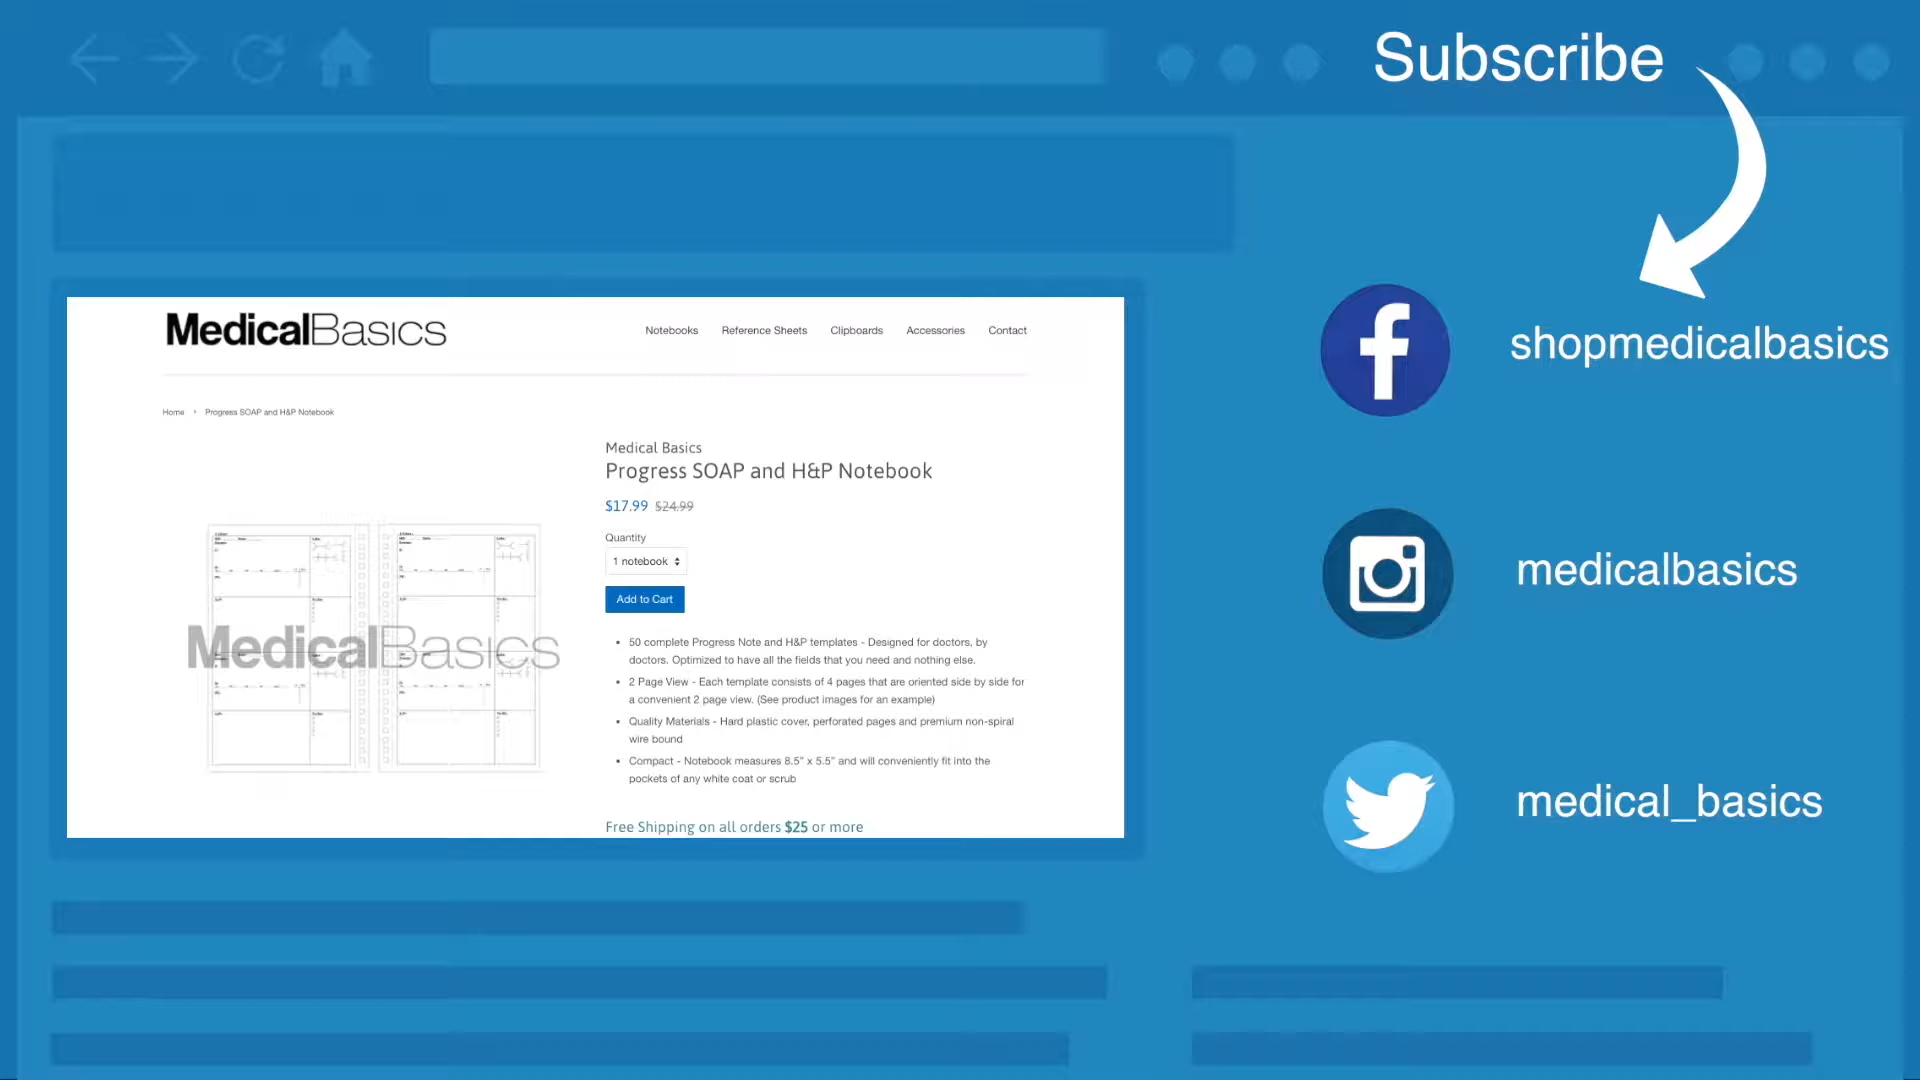 Subscribe
MedicalBasics
Notebooks Reference Sheets Clipboards Accessories Contact
Home › Progress SOAP and H&P Notebook
Medical Basics
Progress SOAP and H&P Notebook
$17.99 $24.99
Quantity
1 notebook
Add to Cart
MedicalBasics
• 50 complete Progress Note and H&P templates - Designed for doctors, by
doctors. Optimized to have all the fields that you need and nothing else.
• 2 Page View - Each template consists of 4 pages that are oriented side by side for
a convenient 2 page view. (See product images for an example)
• Quality Materials - Hard plastic cover, perforated pages and premium non-spiral
wire bound
• Compact - Notebook measures 8.5" x 5.5" and will conveniently fit into the
pockets of any white coat or scrub
Free Shipping on all orders $25 or more
shopmedicalbasics
medicalbasics
medical_basics